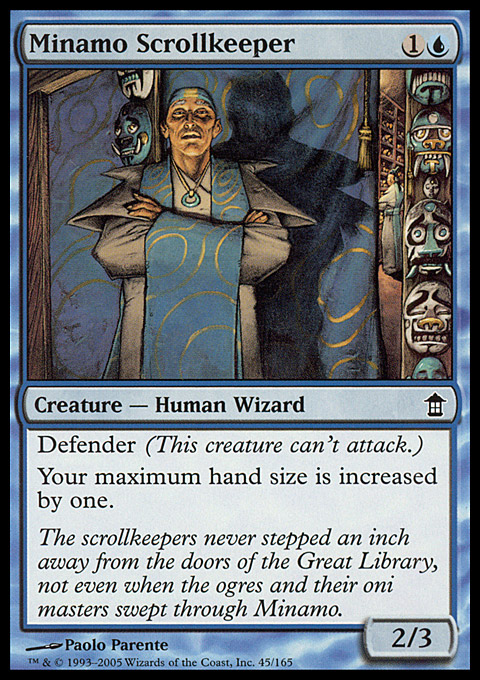 Minamo Scrollkeeper 1
Creature — Human Wizard
Defender (This creature can't attack.)
Your maximum hand size is increased
by one.
The scrollkeepers never stepped an inch
away from the doors of the Great Library,
not even when the ogres and their oni
masters swept through Minamo.
Paolo Parente
2/3
™ & © 1993–2005 Wizards of the Coast, Inc. 45/165